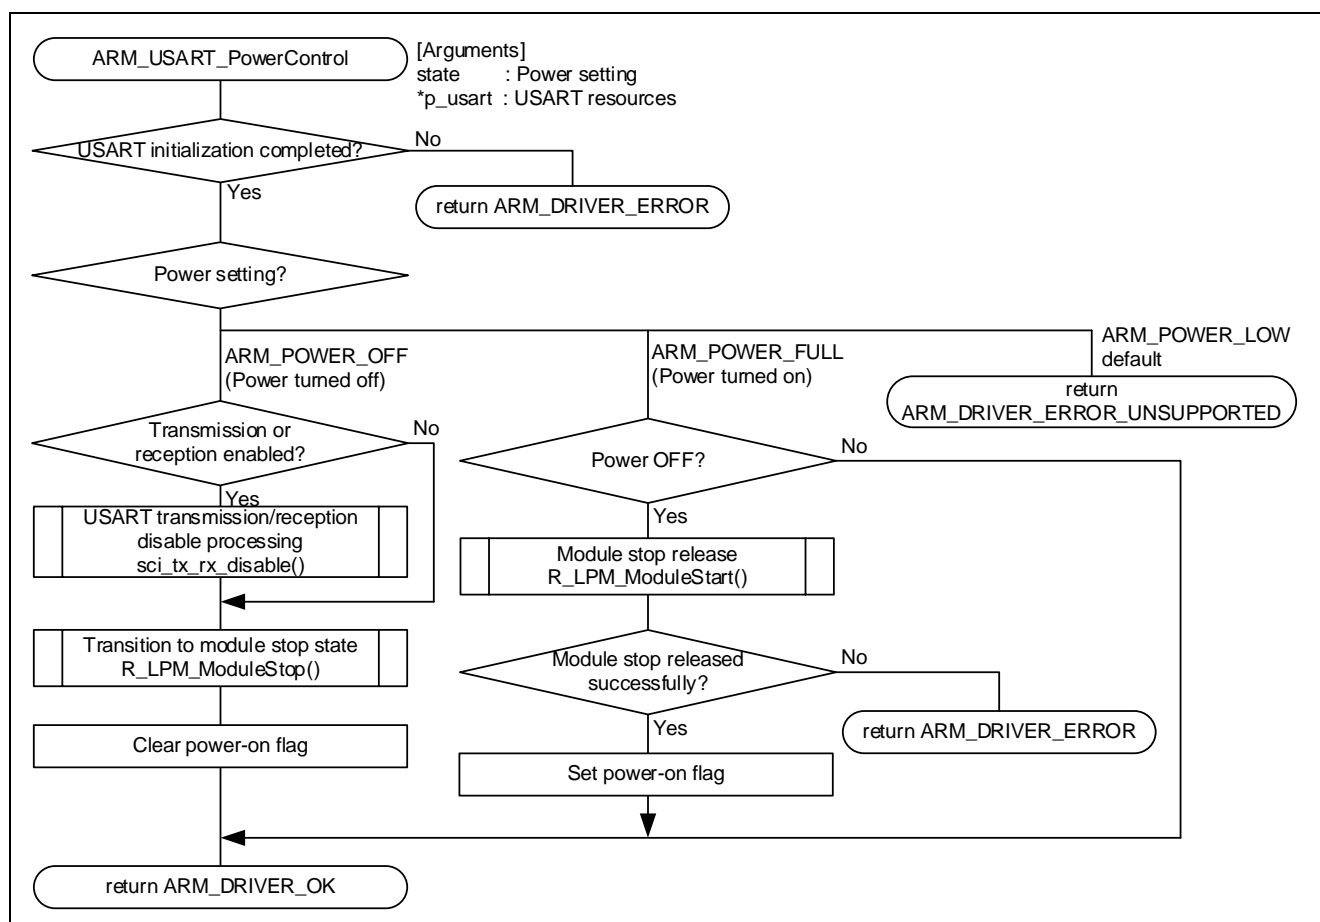 ARM_USART_PowerControl
[Arguments]
state : Power setting
*p_usart : USART resources
USART initialization completed?
No
Yes
return ARM_DRIVER_ERROR
Power setting?
ARM_POWER_OFF
(Power turned off)
ARM_POWER_FULL
(Power turned on)
ARM_POWER_LOW
default
return
ARM_DRIVER_ERROR_UNSUPPORTED
Transmission or
reception enabled?
No
Yes
Power OFF?
No
Yes
USART transmission/reception
disable processing
sci_tx_rx_disable()
Module stop release
R_LPM_ModuleStart()
Transition to module stop state
R_LPM_ModuleStop()
Module stop released
successfully?
No
Yes
return ARM_DRIVER_ERROR
Clear power-on flag
Set power-on flag
return ARM_DRIVER_OK